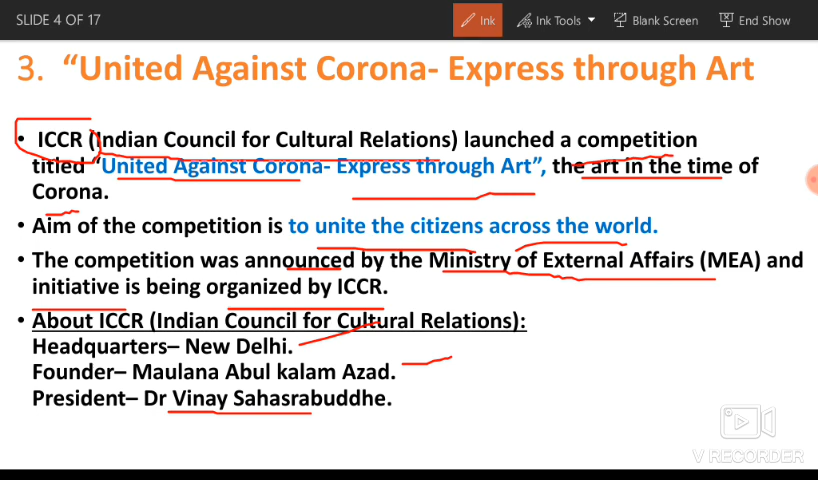 SLIDE 4 OF 17
Ink
Ink Tools
Blank Screen
End Show
3. “United Against Corona- Express through Art
• ICCR (Indian Council for Cultural Relations) launched a competition
titled “United Against Corona- Express through Art”, the art in the time of
Corona.
• Aim of the competition is to unite the citizens across the world.
• The competition was announced by the Ministry of External Affairs (MEA) and
initiative is being organized by ICCR.
• About ICCR (Indian Council for Cultural Relations):
Headquarters– New Delhi.
Founder– Maulana Abul kalam Azad.
President– Dr Vinay Sahasrabuddhe.
V RECORDER